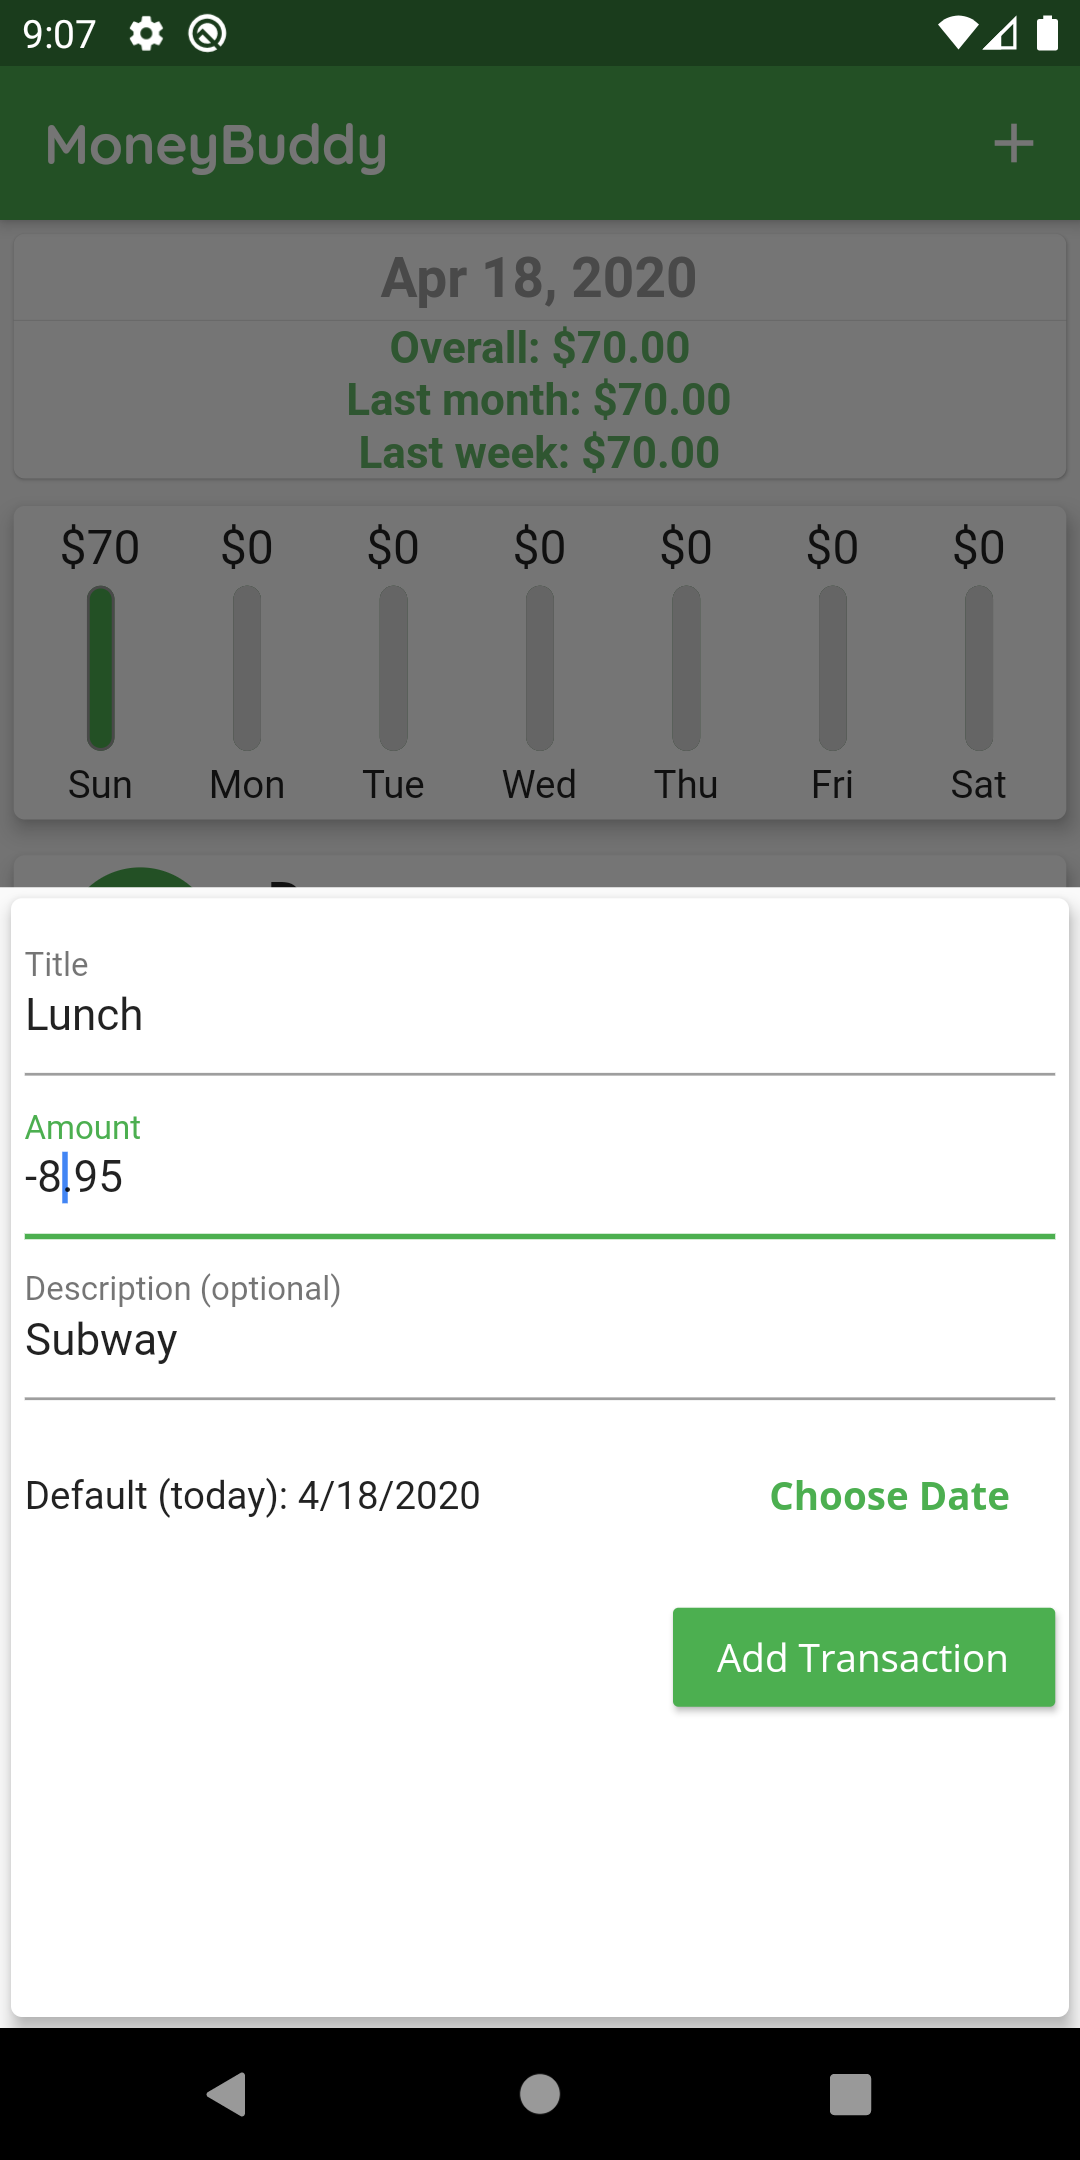 9:07
MoneyBuddy
Apr 18, 2020
Overall: $70.00
Last month: $70.00
Last week: $70.00
$70 $0 $0 $0 $0 $0 $0
Sun Mon Tue Wed Thu Fri Sat
Title
Lunch
Amount
-8.95
Description (optional)
Subway
Default (today): 4/18/2020 Choose Date
Add Transaction